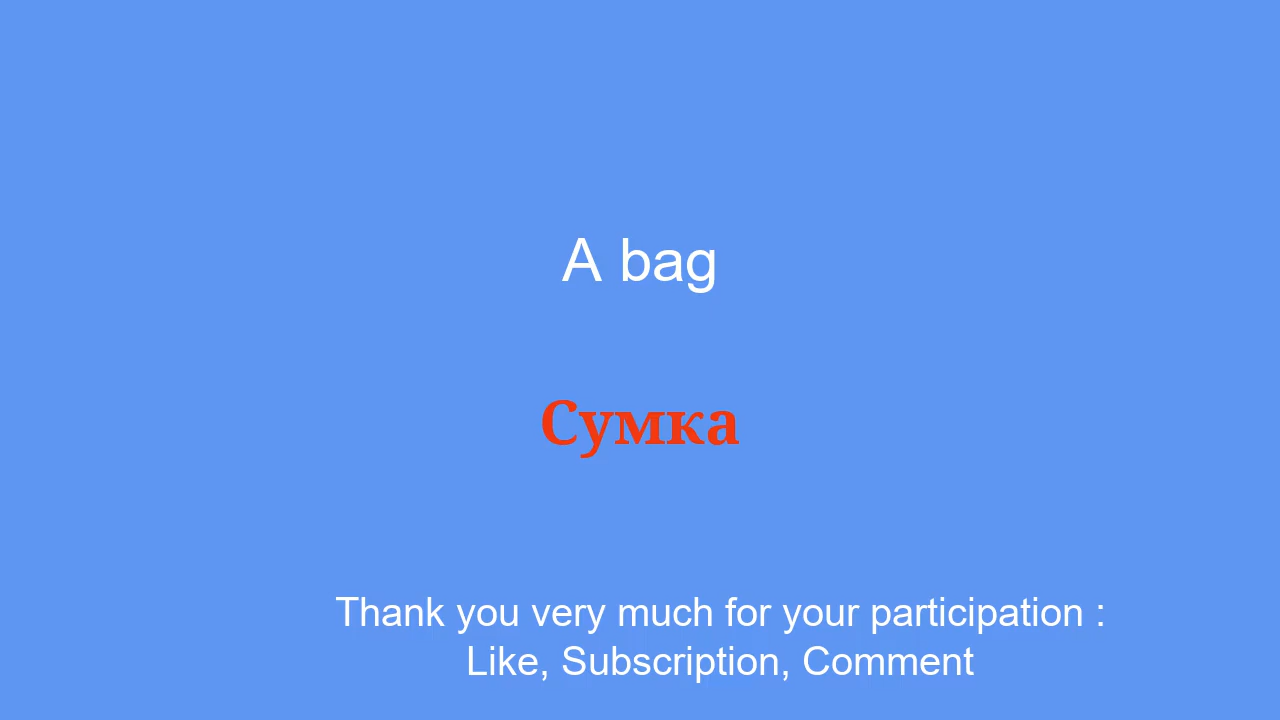 A bag
Сумка
Thank you very much for your participation :
Like, Subscription, Comment